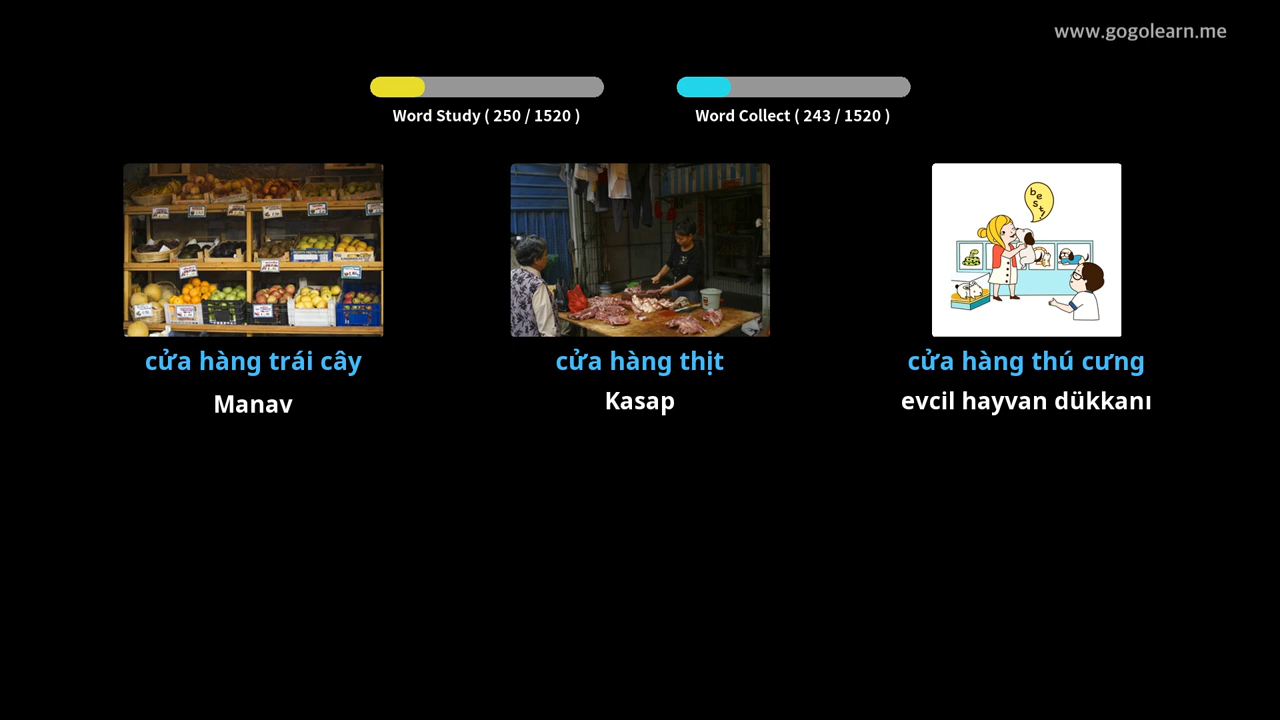 www.gogolearn.me
Word Study ( 250 / 1520 )
Word Collect ( 243 / 1520 )
best
cửa hàng trái cây
cửa hàng thịt
cửa hàng thú cưng
Manav
Kasap
evcil hayvan dükkanı